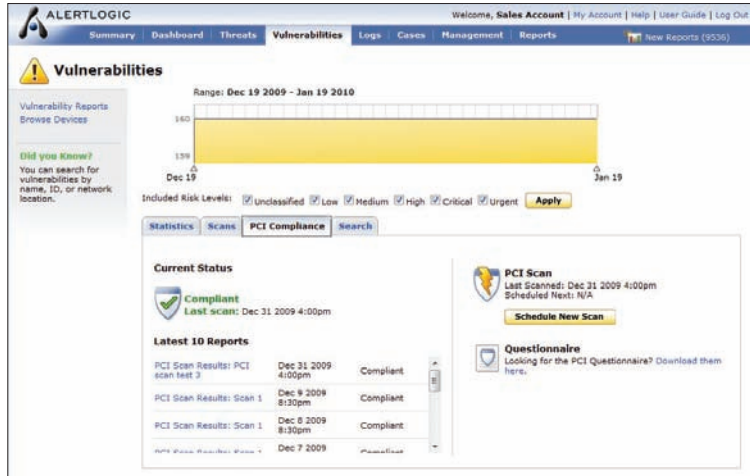 ALERTLOGIC
Welcome, Sales Account | My Account | Help | User Guide | Log Out
Summary Dashboard Threats Vulnerabilities Logs Cases Management Reports New Reports (9536)
Vulnerabilities
Vulnerability Reports
Browse Devices
Did you Know?
You can search for
vulnerabilities by
name, ID, or network
location.
Range: Dec 19 2009 - Jan 19 2010
160
159
Dec 19 Jan 19
Included Risk Levels: Unclassified Low Medium High Critical Urgent Apply
Statistics Scans PCI Compliance Search
Current Status
Compliant
Last scan: Dec 31 2009 4:00pm
Latest 10 Reports
PCI Scan Results: PCI scan test 3 Dec 31 2009 4:00pm Compliant
PCI Scan Results: Scan 1 Dec 9 2009 8:30pm Compliant
PCI Scan Results: Scan 1 Dec 8 2009 8:30pm Compliant
PCI Scan Results: Scan 1 Dec 7 2009 Compliant
PCI Scan
Last Scanned: Dec 31 2009 4:00pm
Scheduled Next: N/A
Schedule New Scan
Questionnaire
Looking for the PCI Questionnaire? Download them
here.